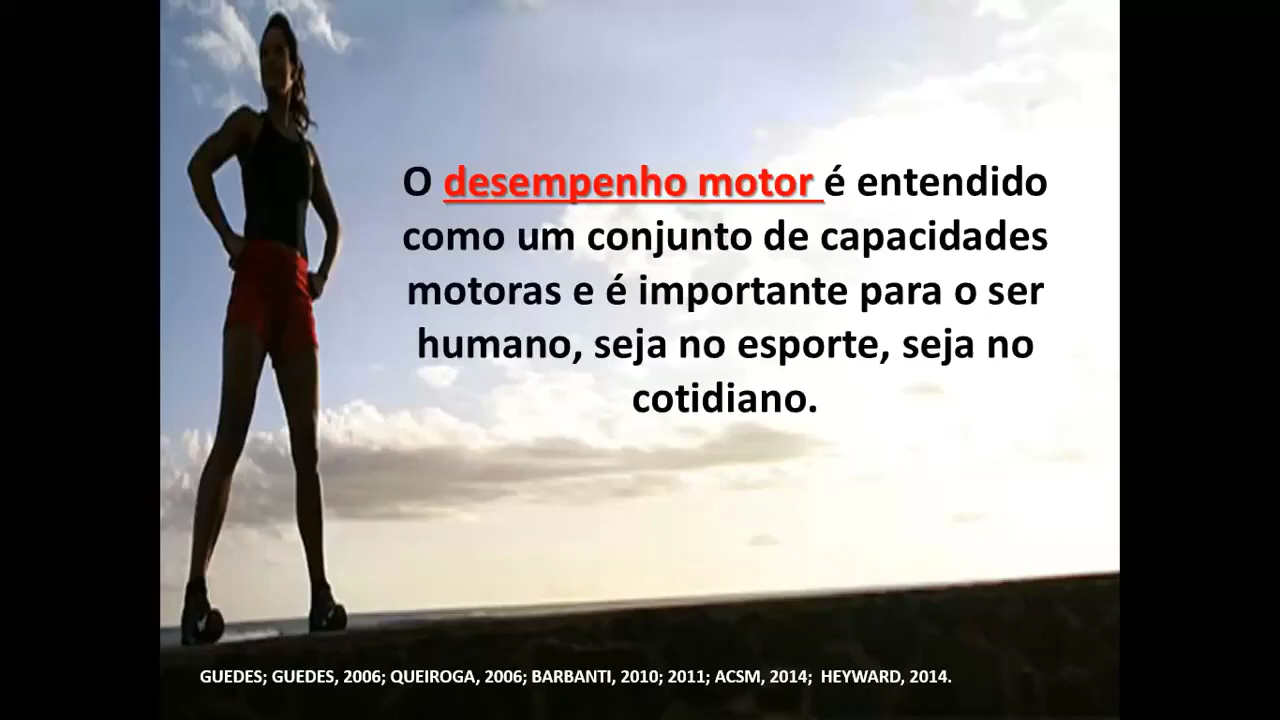 O desempenho motor é entendido
como um conjunto de capacidades
motoras e é importante para o ser
humano, seja no esporte, seja no
cotidiano.
GUEDES; GUEDES, 2006; QUEIROGA, 2006; BARBANTI, 2010; 2011; ACSM, 2014; HEYWARD, 2014.